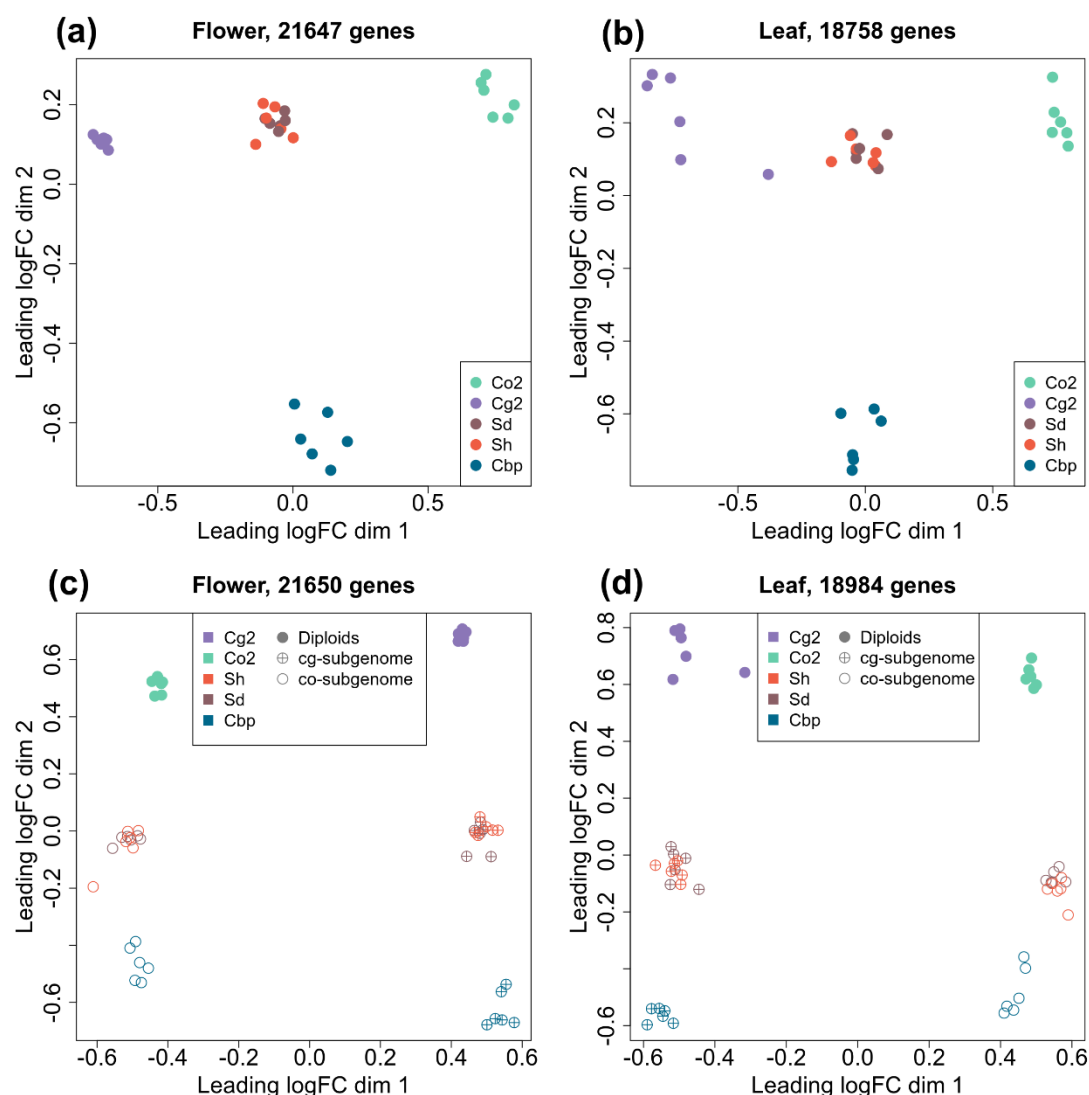 (a)
Flower, 21647 genes
Leading logFC dim 2
0.2
0.0
-0.2
-0.4
-0.6
Co2
Cg2
Sd
Sh
Cbp
-0.5
0.0
0.5
Leading logFC dim 1
(b)
Leaf, 18758 genes
Leading logFC dim 2
0.2
0.0
-0.2
-0.4
-0.6
Co2
Cg2
Sd
Sh
Cbp
-0.5
0.0
0.5
Leading logFC dim 1
(c)
Flower, 21650 genes
Leading logFC dim 2
0.6
0.4
0.2
0.0
-0.2
-0.4
-0.6
Cg2
Co2
Sh
Sd
Cbp
Diploids
cg-subgenome
co-subgenome
-0.6
-0.4
-0.2
0.0
0.2
0.4
0.6
Leading logFC dim 1
(d)
Leaf, 18984 genes
Leading logFC dim 2
0.8
0.6
0.4
0.2
0.0
-0.2
-0.4
-0.6
Cg2
Co2
Sh
Sd
Cbp
Diploids
cg-subgenome
co-subgenome
-0.6
-0.4
-0.2
0.0
0.2
0.4
0.6
Leading logFC dim 1